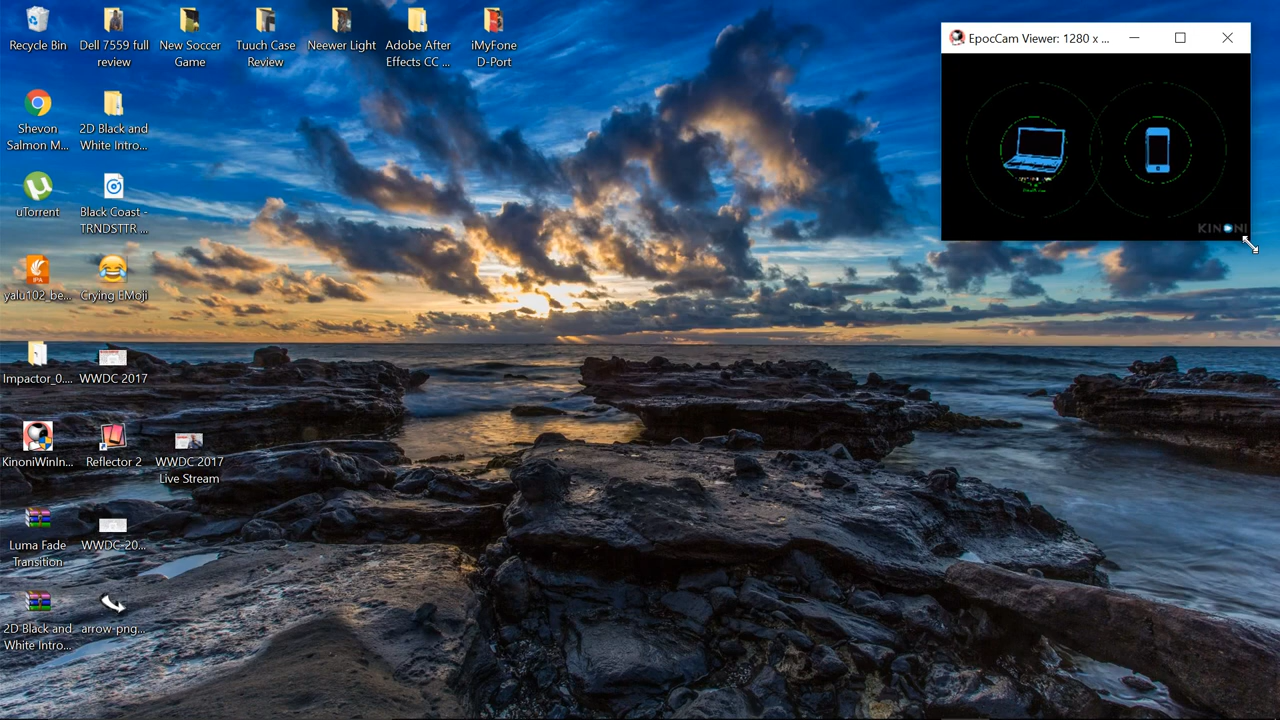 Recycle Bin
Dell 7559 full
review
New Soccer
Game
Tuuch Case
Review
Neewer Light
Adobe After
Effects CC ...
iMyFone
D-Port
EpocCam Viewer: 1280 x ...
KINONI
Shevon
Salmon M...
2D Black and
White Intro...
uTorrent
Black Coast -
TRNDSTTR ...
yalu102_be...
Crying EMoji
Impactor_0....
WWDC 2017
KinoniWinIn...
Reflector 2
WWDC 2017
Live Stream
Luma Fade
Transition
WWDC-20...
2D Black and
White Intro...
arrow-png...